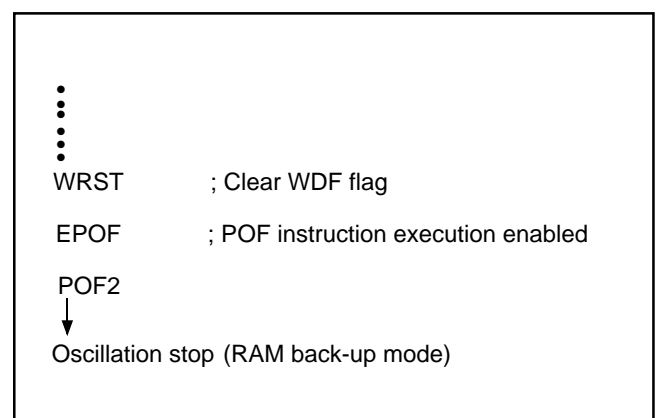 WRST ; Clear WDF flag
EPOF ; POF instruction execution enabled
POF2
Oscillation stop (RAM back-up mode)